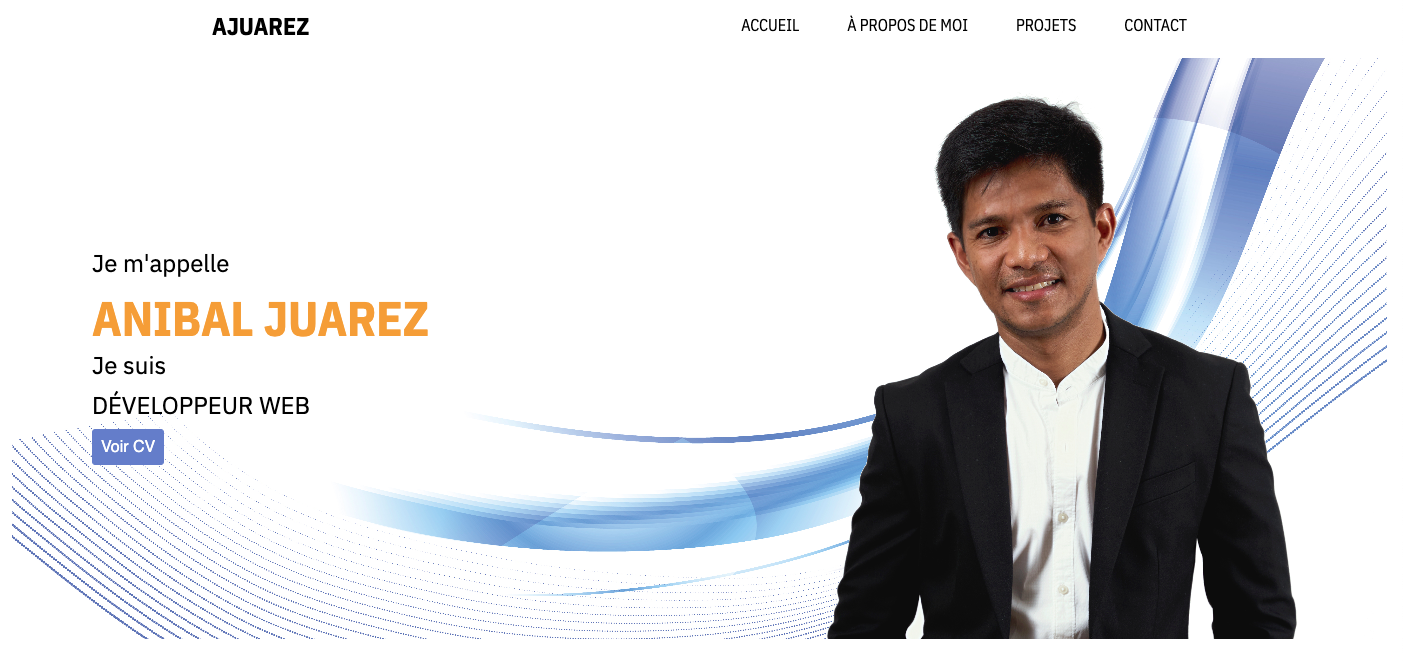 AJUAREZ
ACCUEIL À PROPOS DE MOI PROJETS CONTACT
Je m'appelle
ANIBAL JUAREZ
Je suis
DÉVELOPPEUR WEB
Voir CV